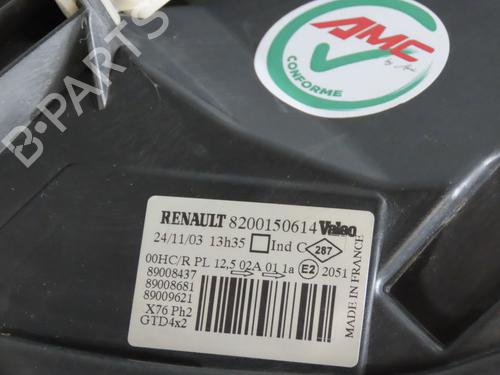 B-PARTS
AMC
by
CONFORME
RENAULT 8200150614 Valeo
24/11/03 13h35 Ind C 287
00HC/R PL 12,5 02A 01 1a E2 2051
89008437
89008681
89009621
X76 Ph2
GTD4x2
MADE IN FRANCE